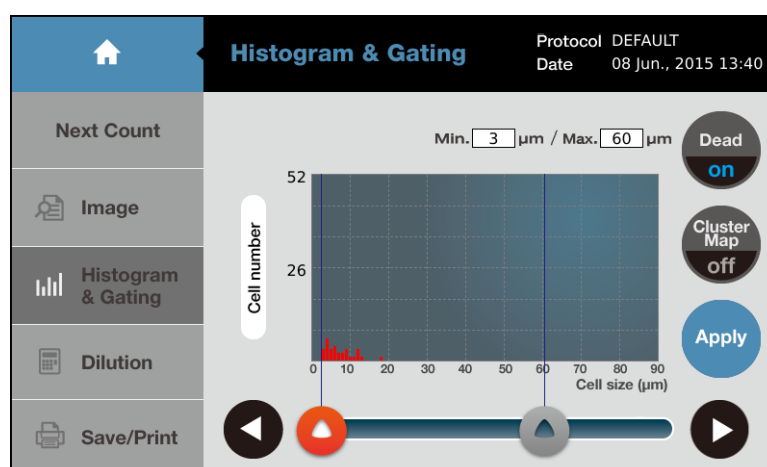 Histogram & Gating
Protocol DEFAULT
Date 08 Jun., 2015 13:40
Next Count
Image
Histogram
& Gating
Dilution
Save/Print
Min. 3 µm / Max. 60 µm
Dead
on
Cluster
Map
off
Apply
52
26
Cell number
0 10 20 30 40 50 60 70 80 90
Cell size (µm)